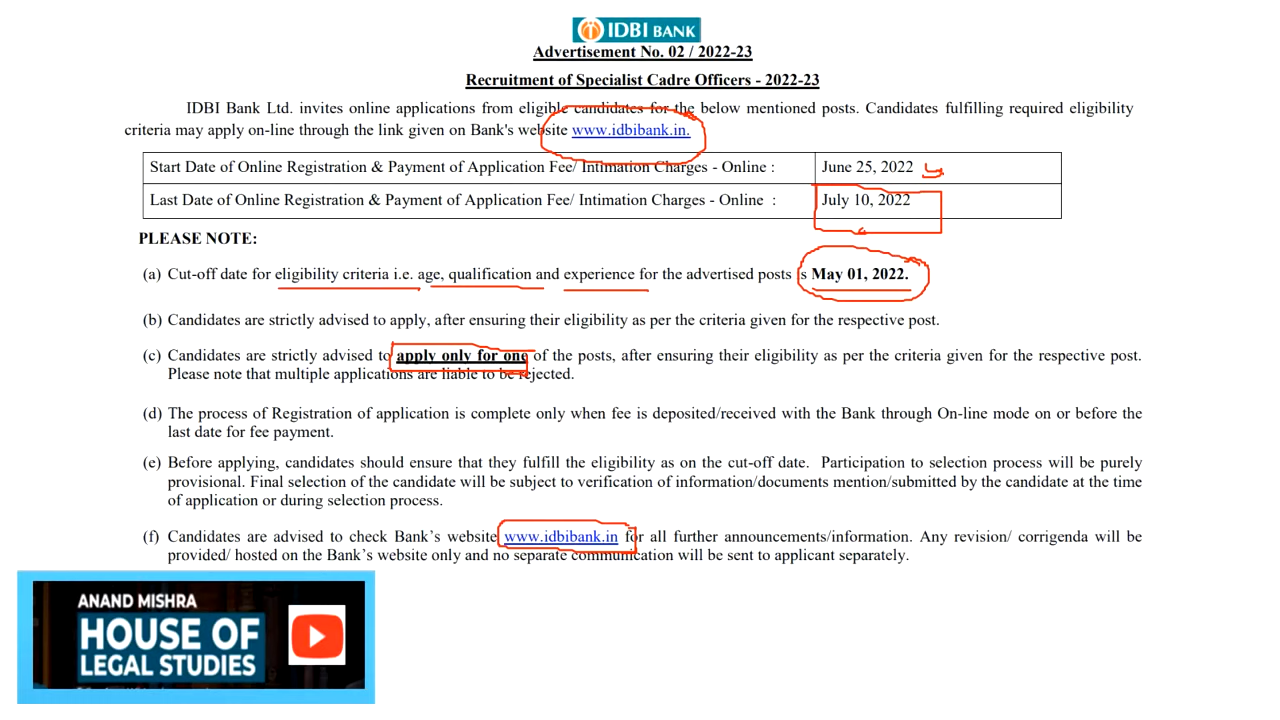 IDBI BANK
Advertisement No. 02 / 2022-23
Recruitment of Specialist Cadre Officers - 2022-23
IDBI Bank Ltd. invites online applications from eligible candidates for the below mentioned posts. Candidates fulfilling required eligibility
criteria may apply on-line through the link given on Bank's website www.idbibank.in.
Start Date of Online Registration & Payment of Application Fee/ Intimation Charges - Online : June 25, 2022
Last Date of Online Registration & Payment of Application Fee/ Intimation Charges - Online : July 10, 2022
PLEASE NOTE:
(a) Cut-off date for eligibility criteria i.e. age, qualification and experience for the advertised posts is May 01, 2022.
(b) Candidates are strictly advised to apply, after ensuring their eligibility as per the criteria given for the respective post.
(c) Candidates are strictly advised to apply only for one of the posts, after ensuring their eligibility as per the criteria given for the respective post.
Please note that multiple applications are liable to be rejected.
(d) The process of Registration of application is complete only when fee is deposited/received with the Bank through On-line mode on or before the
last date for fee payment.
(e) Before applying, candidates should ensure that they fulfill the eligibility as on the cut-off date. Participation to selection process will be purely
provisional. Final selection of the candidate will be subject to verification of information/documents mention/submitted by the candidate at the time
of application or during selection process.
(f) Candidates are advised to check Bank's website www.idbibank.in for all further announcements/information. Any revision/ corrigenda will be
provided/ hosted on the Bank's website only and no separate communication will be sent to applicant separately.
ANAND MISHRA
HOUSE OF
LEGAL STUDIES